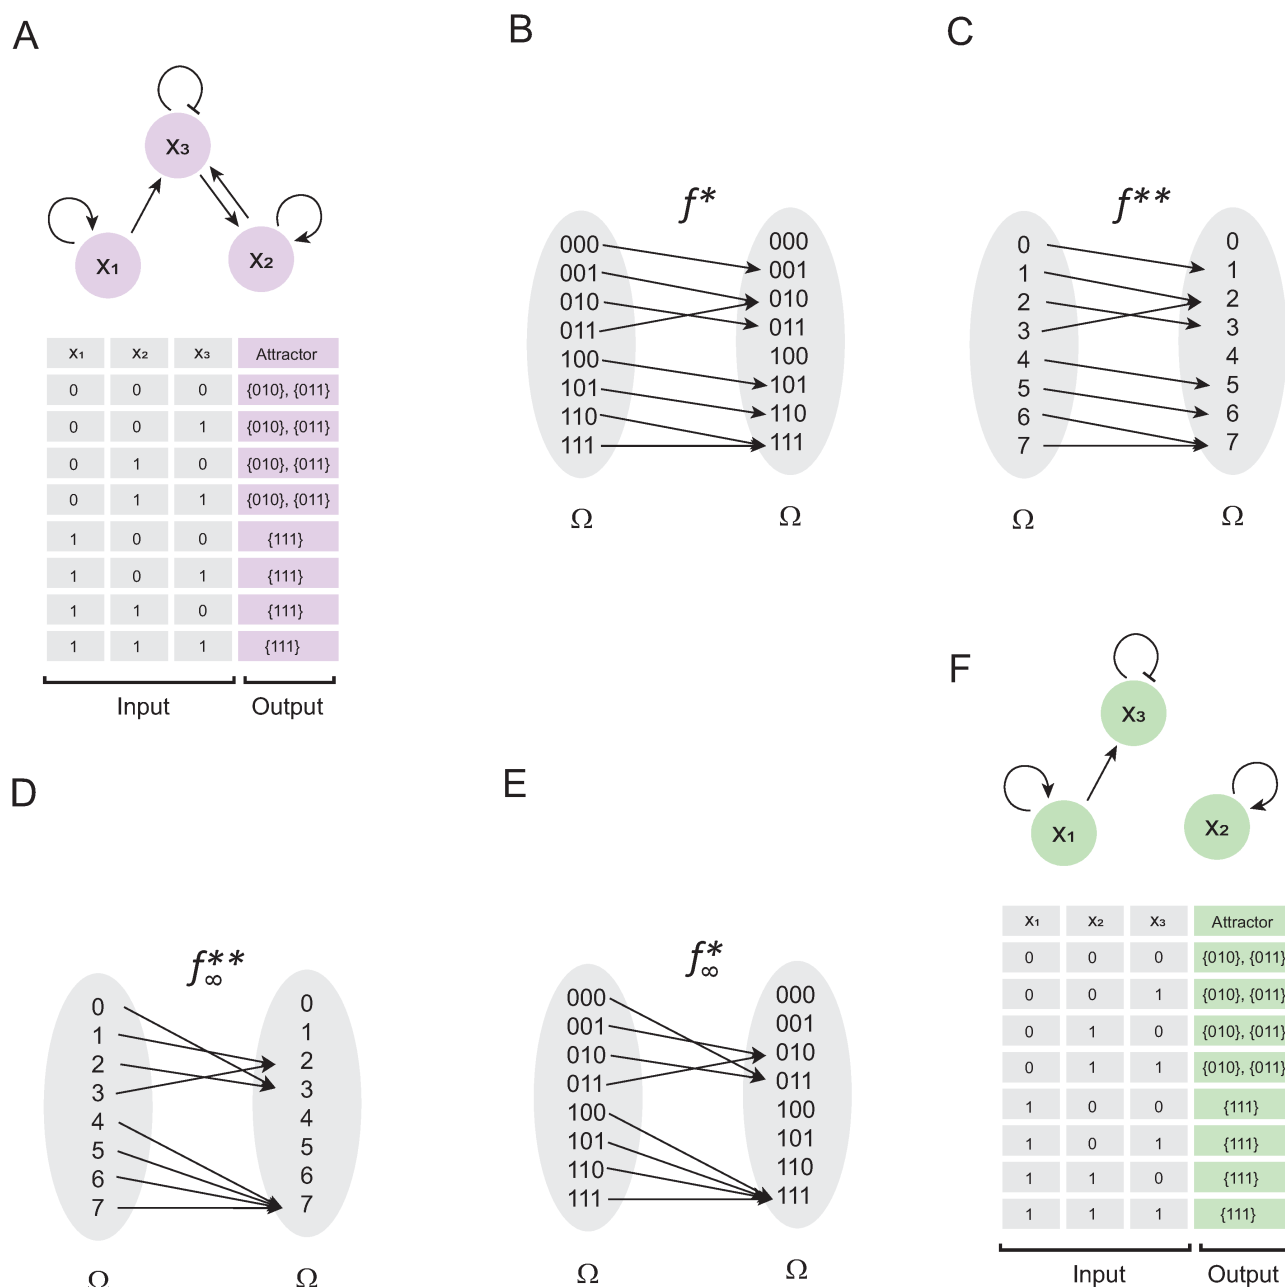 A
X3
X1
X2
X1 X2 X3 Attractor
0 0 0 {010}, {011}
0 0 1 {010}, {011}
0 1 0 {010}, {011}
0 1 1 {010}, {011}
1 0 0 {111}
1 0 1 {111}
1 1 0 {111}
1 1 1 {111}
Input Output
B
f*
000 000
001 001
010 010
011 011
100 100
101 101
110 110
111 111
Ω Ω
C
f**
0 0
1 1
2 2
3 3
4 4
5 5
6 6
7 7
Ω Ω
D
f**∞
0 0
1 1
2 2
3 3
4 4
5 5
6 6
7 7
Ω Ω
E
f*∞
000 000
001 001
010 010
011 011
100 100
101 101
110 110
111 111
Ω Ω
F
X3
X1
X2
X1 X2 X3 Attractor
0 0 0 {010}, {011}
0 0 1 {010}, {011}
0 1 0 {010}, {011}
0 1 1 {010}, {011}
1 0 0 {111}
1 0 1 {111}
1 1 0 {111}
1 1 1 {111}
Input Output